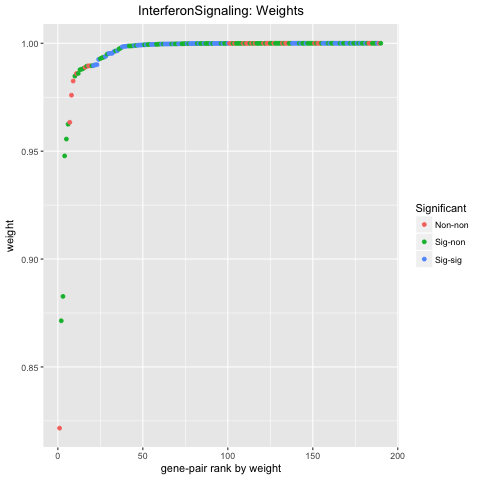 InterferonSignaling: Weights
1.00
0.95
0.90
0.85
weight
0
50
100
150
200
gene-pair rank by weight
Significant
Non-non
Sig-non
Sig-sig